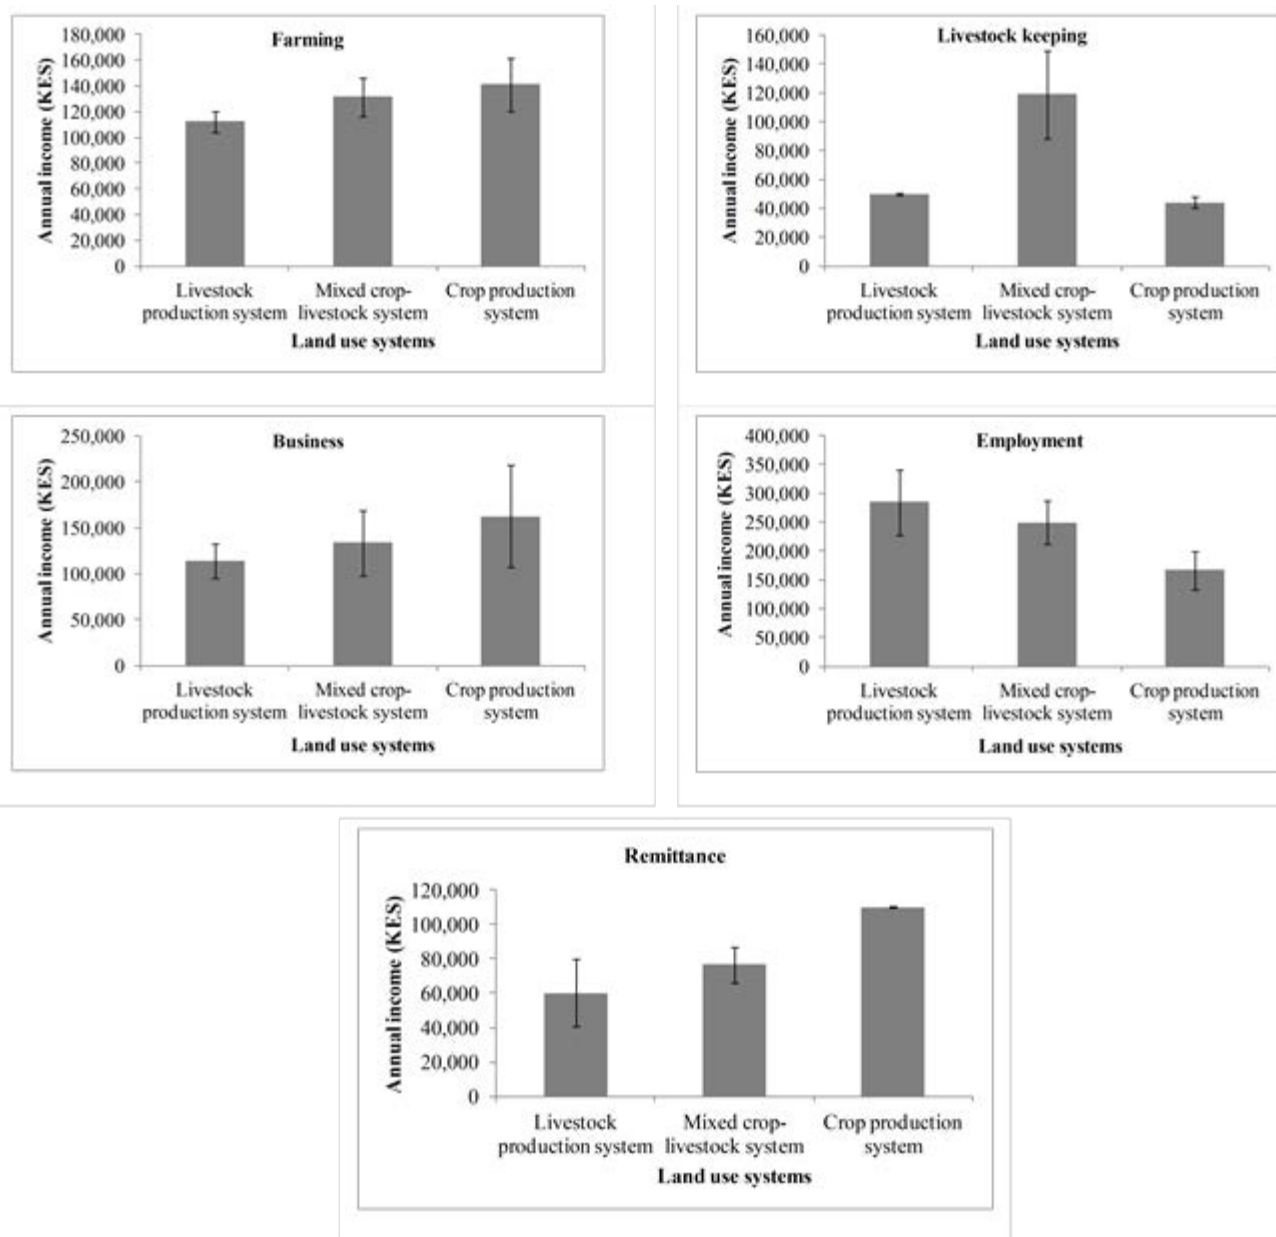 Farming
Annual income (KES)
180,000
160,000
140,000
120,000
100,000
80,000
60,000
40,000
20,000
0
Livestock production system
Mixed crop-livestock system
Crop production system
Land use systems
Livestock keeping
Annual income (KES)
160,000
140,000
120,000
100,000
80,000
60,000
40,000
20,000
0
Livestock production system
Mixed crop-livestock system
Crop production system
Land use systems
Business
Annual income (KES)
250,000
200,000
150,000
100,000
50,000
0
Livestock production system
Mixed crop-livestock system
Crop production system
Land use systems
Employment
Annual income (KES)
400,000
350,000
300,000
250,000
200,000
150,000
100,000
50,000
0
Livestock production system
Mixed crop-livestock system
Crop production system
Land use systems
Remittance
Annual income (KES)
120,000
100,000
80,000
60,000
40,000
20,000
0
Livestock production system
Mixed crop-livestock system
Crop production system
Land use systems